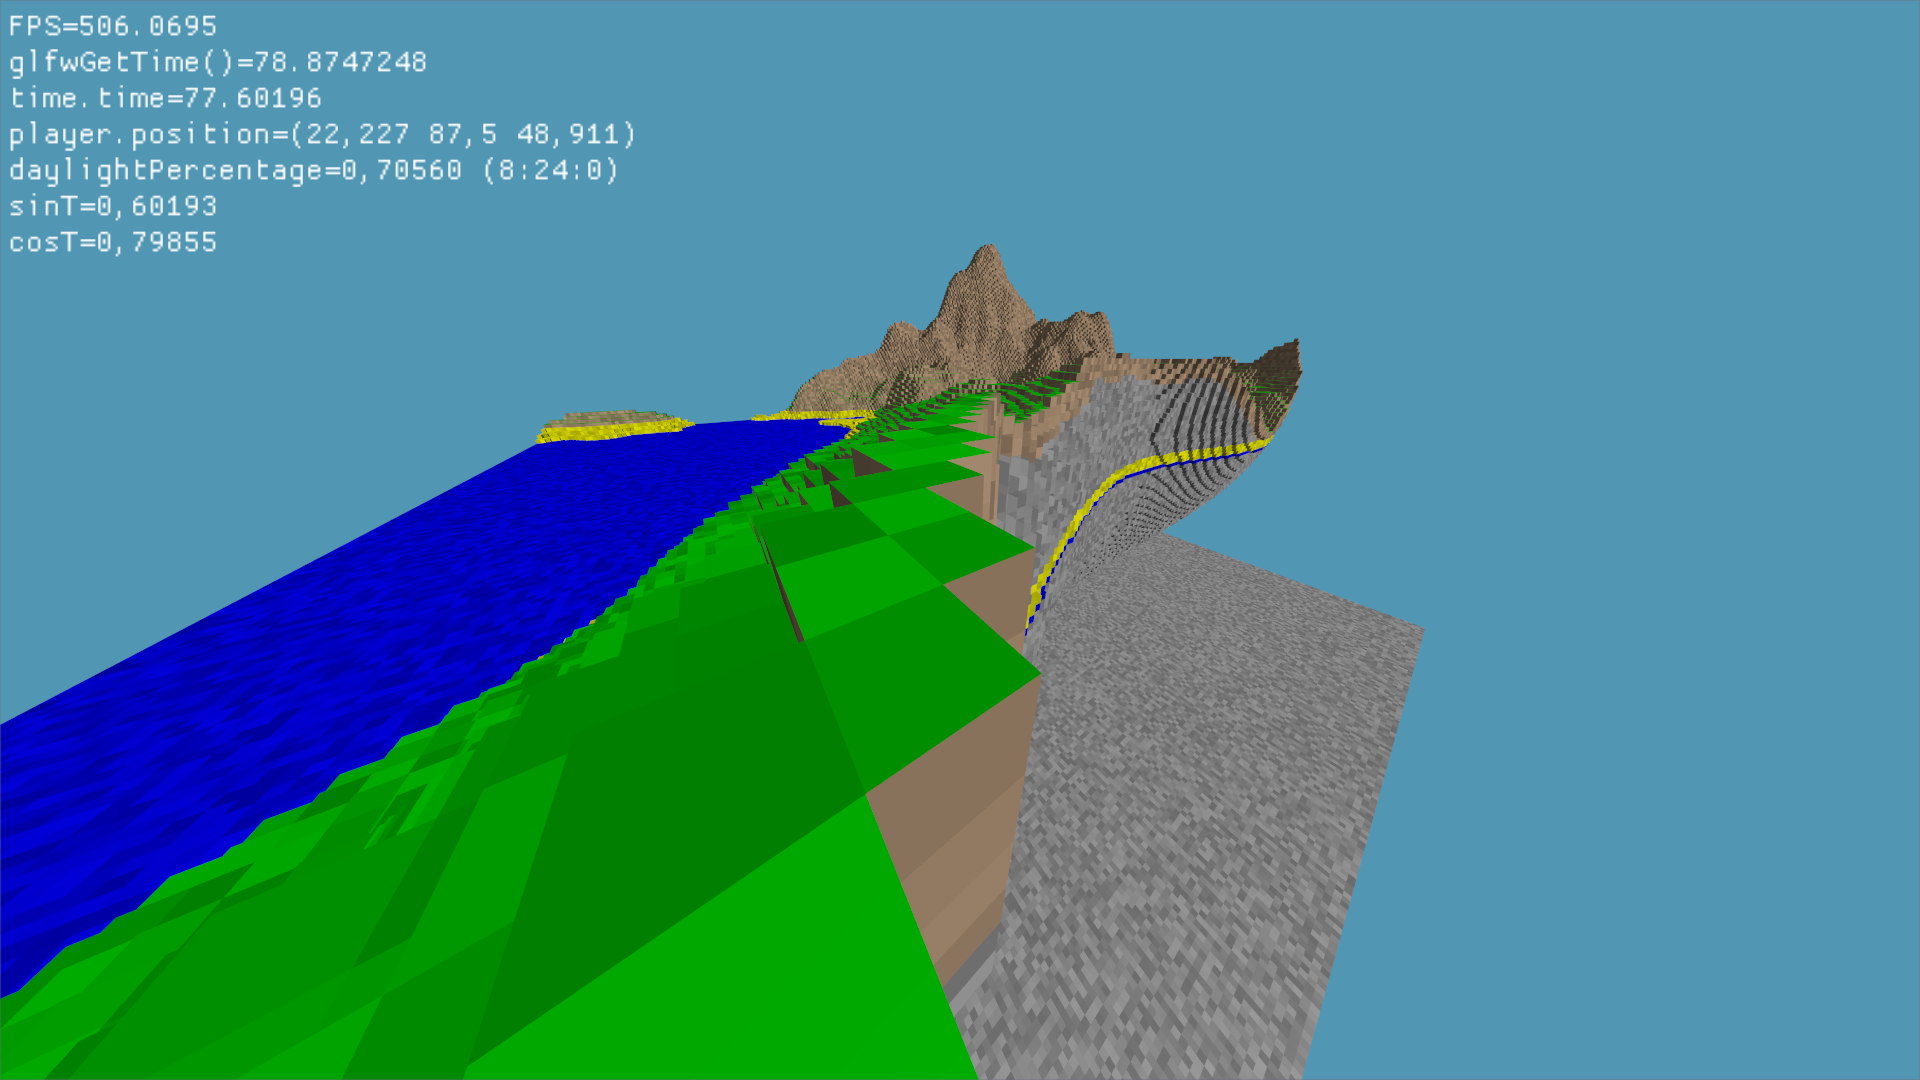 FPS=506.0695
glfwGetTime()=78.8747248
time.time=77.60196
player.position=(22,227 87,5 48,911)
daylightPercentage=0,70560 (8:24:0)
sinT=0,60193
cosT=0,79855